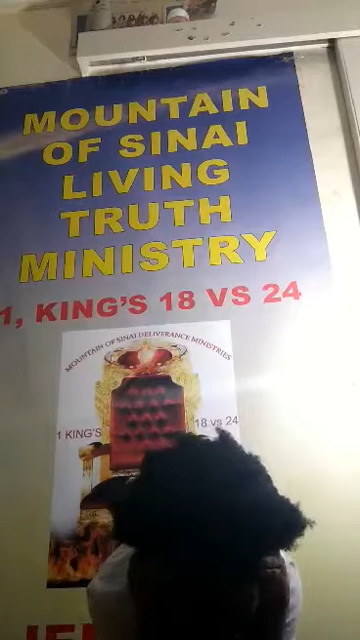 MOUNTAIN
OF SINAI
LIVING
TRUTH
MINISTRY
1, KING'S 18 VS 24
MOUNTAIN OF SINAI DELIVERANCE MINISTRIES
1 KING'S 18 vs 24